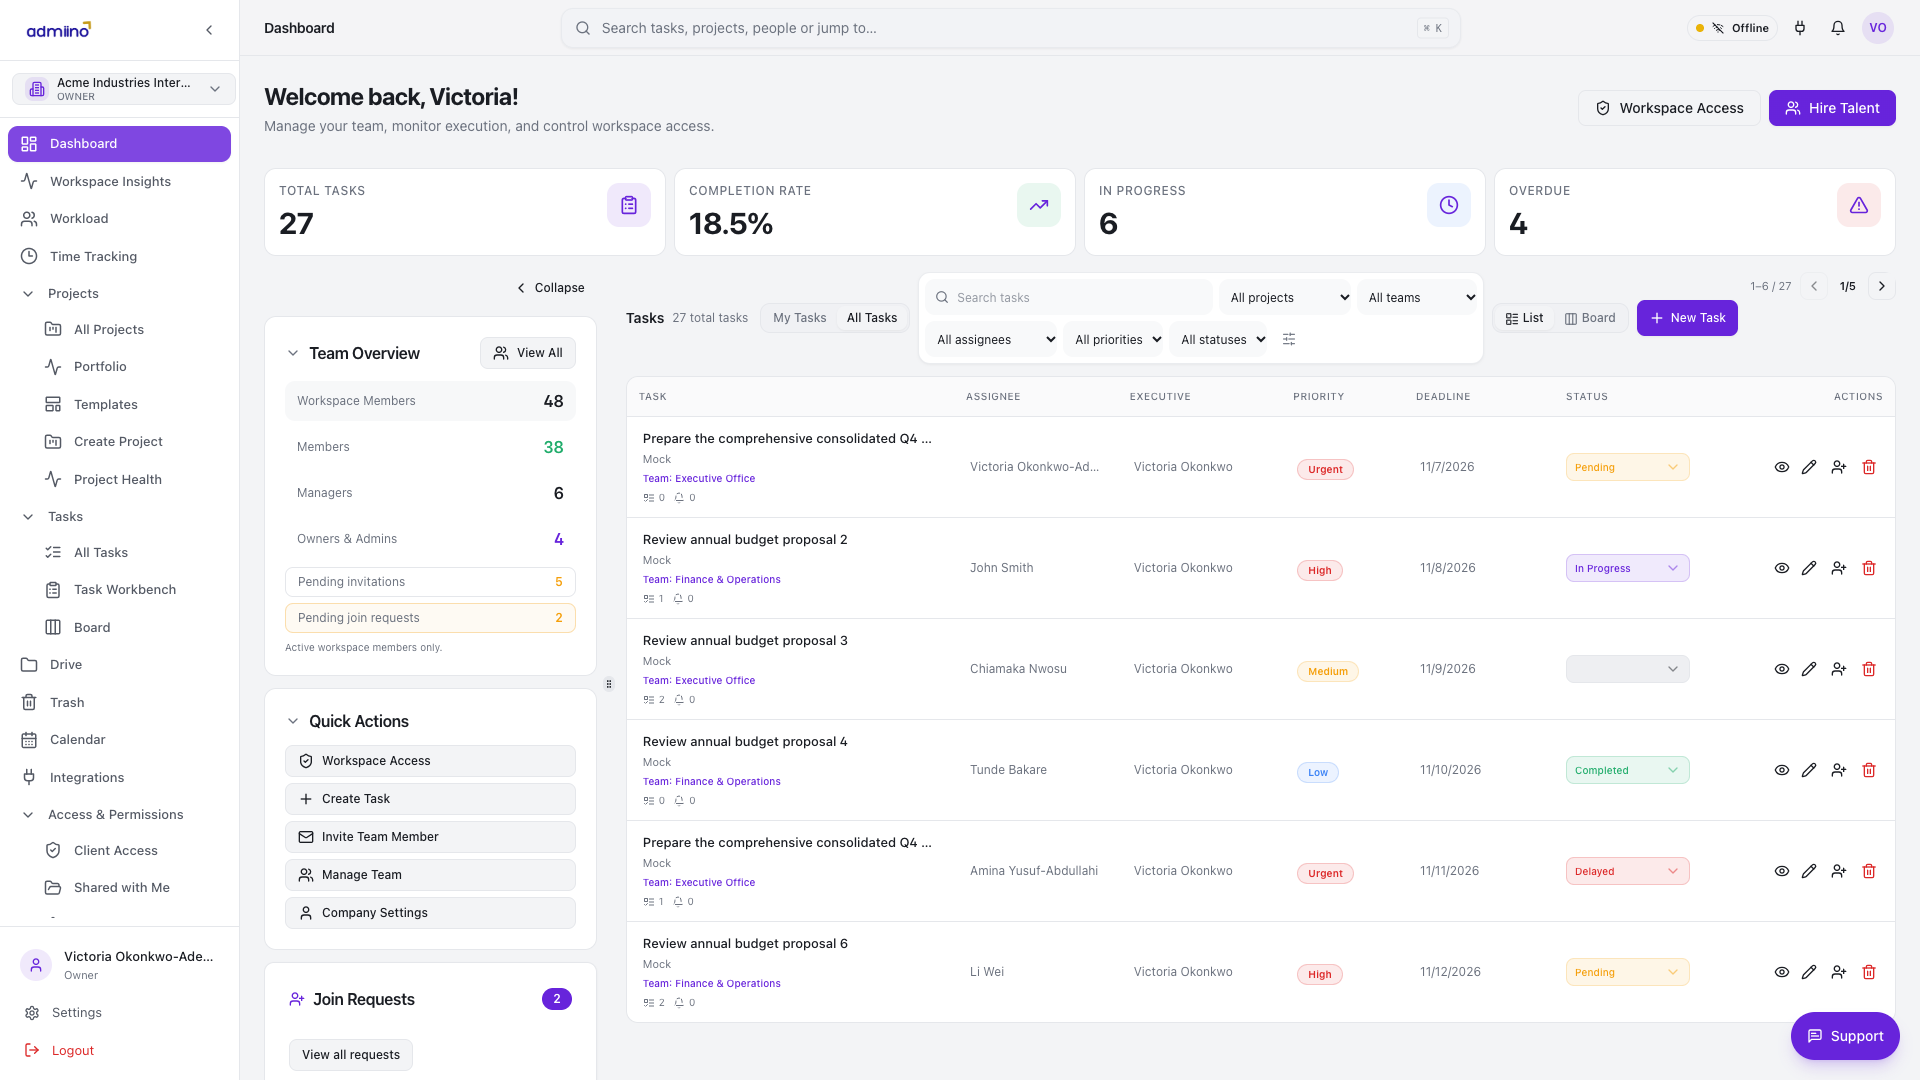 admiino
Acme Industries Inter...
OWNER
Dashboard
Workspace Insights
Workload
Time Tracking
Projects
All Projects
Portfolio
Templates
Create Project
Project Health
Tasks
All Tasks
Task Workbench
Board
Drive
Trash
Calendar
Integrations
Access & Permissions
Client Access
Shared with Me
Victoria Okonkwo-Ade...
Owner
Settings
Logout
Dashboard
Search tasks, projects, people or jump to...
⌘ K
Offline
VO
Welcome back, Victoria!
Manage your team, monitor execution, and control workspace access.
Workspace Access
Hire Talent
TOTAL TASKS
27
COMPLETION RATE
18.5%
IN PROGRESS
6
OVERDUE
4
Collapse
Team Overview
View All
Workspace Members 48
Members 38
Managers 6
Owners & Admins 4
Pending invitations 5
Pending join requests 2
Active workspace members only.
Quick Actions
Workspace Access
Create Task
Invite Team Member
Manage Team
Company Settings
Join Requests 2
View all requests
Tasks 27 total tasks
My Tasks All Tasks
Search tasks
All projects All teams
All assignees All priorities All statuses
List Board
1–6 / 27 1/5
New Task
TASK ASSIGNEE EXECUTIVE PRIORITY DEADLINE STATUS ACTIONS
Prepare the comprehensive consolidated Q4 ...
Mock
Team: Executive Office
0 0
Victoria Okonkwo-Ad... Victoria Okonkwo Urgent 11/7/2026 Pending
Review annual budget proposal 2
Mock
Team: Finance & Operations
1 0
John Smith Victoria Okonkwo High 11/8/2026 In Progress
Review annual budget proposal 3
Mock
Team: Executive Office
2 0
Chiamaka Nwosu Victoria Okonkwo Medium 11/9/2026
Review annual budget proposal 4
Mock
Team: Finance & Operations
0 0
Tunde Bakare Victoria Okonkwo Low 11/10/2026 Completed
Prepare the comprehensive consolidated Q4 ...
Mock
Team: Executive Office
1 0
Amina Yusuf-Abdullahi Victoria Okonkwo Urgent 11/11/2026 Delayed
Review annual budget proposal 6
Mock
Team: Finance & Operations
2 0
Li Wei Victoria Okonkwo High 11/12/2026 Pending
Support